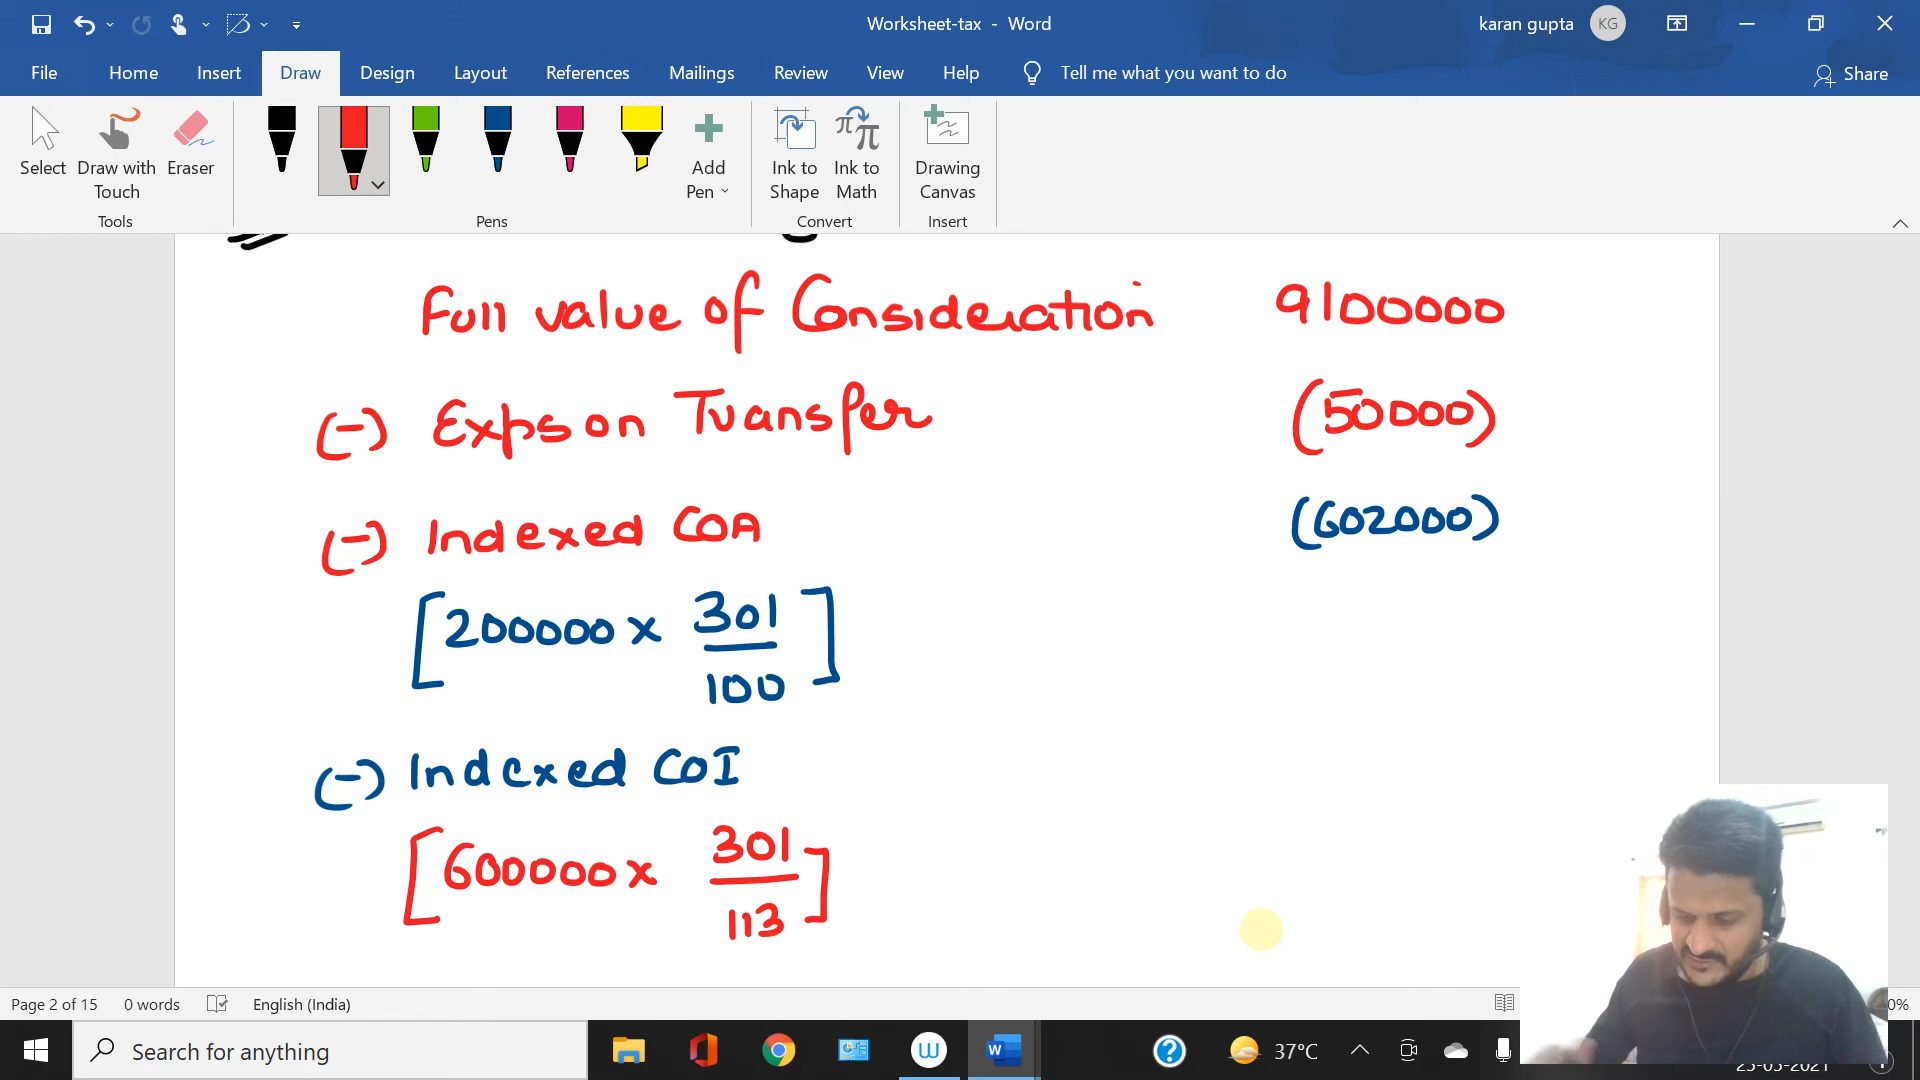 Worksheet-tax - Word
karan gupta
KG
File
Home
Insert
Draw
Design
Layout
References
Mailings
Review
View
Help
Tell me what you want to do
Share
Select
Draw with
Touch
Eraser
Add
Pen
Ink to
Shape
Ink to
Math
Drawing
Canvas
Tools
Pens
Convert
Insert
Full value of Consideration 9100000
(-) Exps on Transfer (50000)
(-) Indexed COA (602000)
[200000 x 301
100]
(-) Indexed COI
[600000 x 301
113]
Page 2 of 15
0 words
English (India)
0%
Search for anything
W
37°C